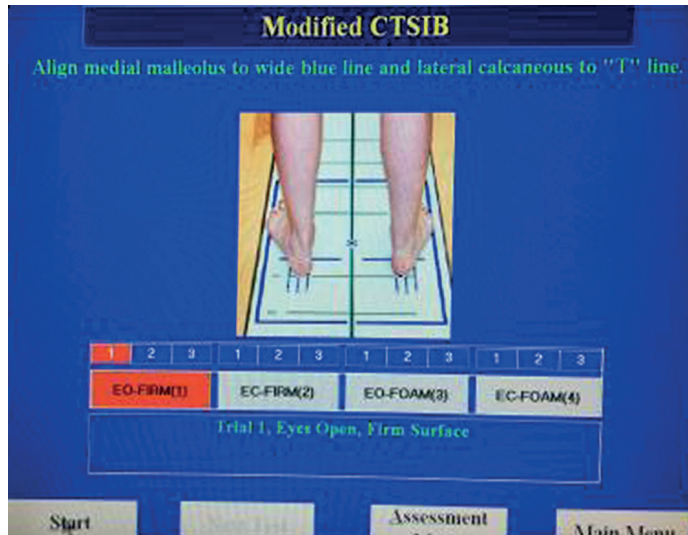 Modified CTSIB
Align medial malleolus to wide blue line and lateral calcaneous to "T" line.
1 2 3 1 2 3 1 2 3 1 2 3
EO-FIRM(1) EC-FIRM(2) EO-FOAM(3) EC-FOAM(4)
Trial 1, Eyes Open, Firm Surface
Start Assessment Main Menu